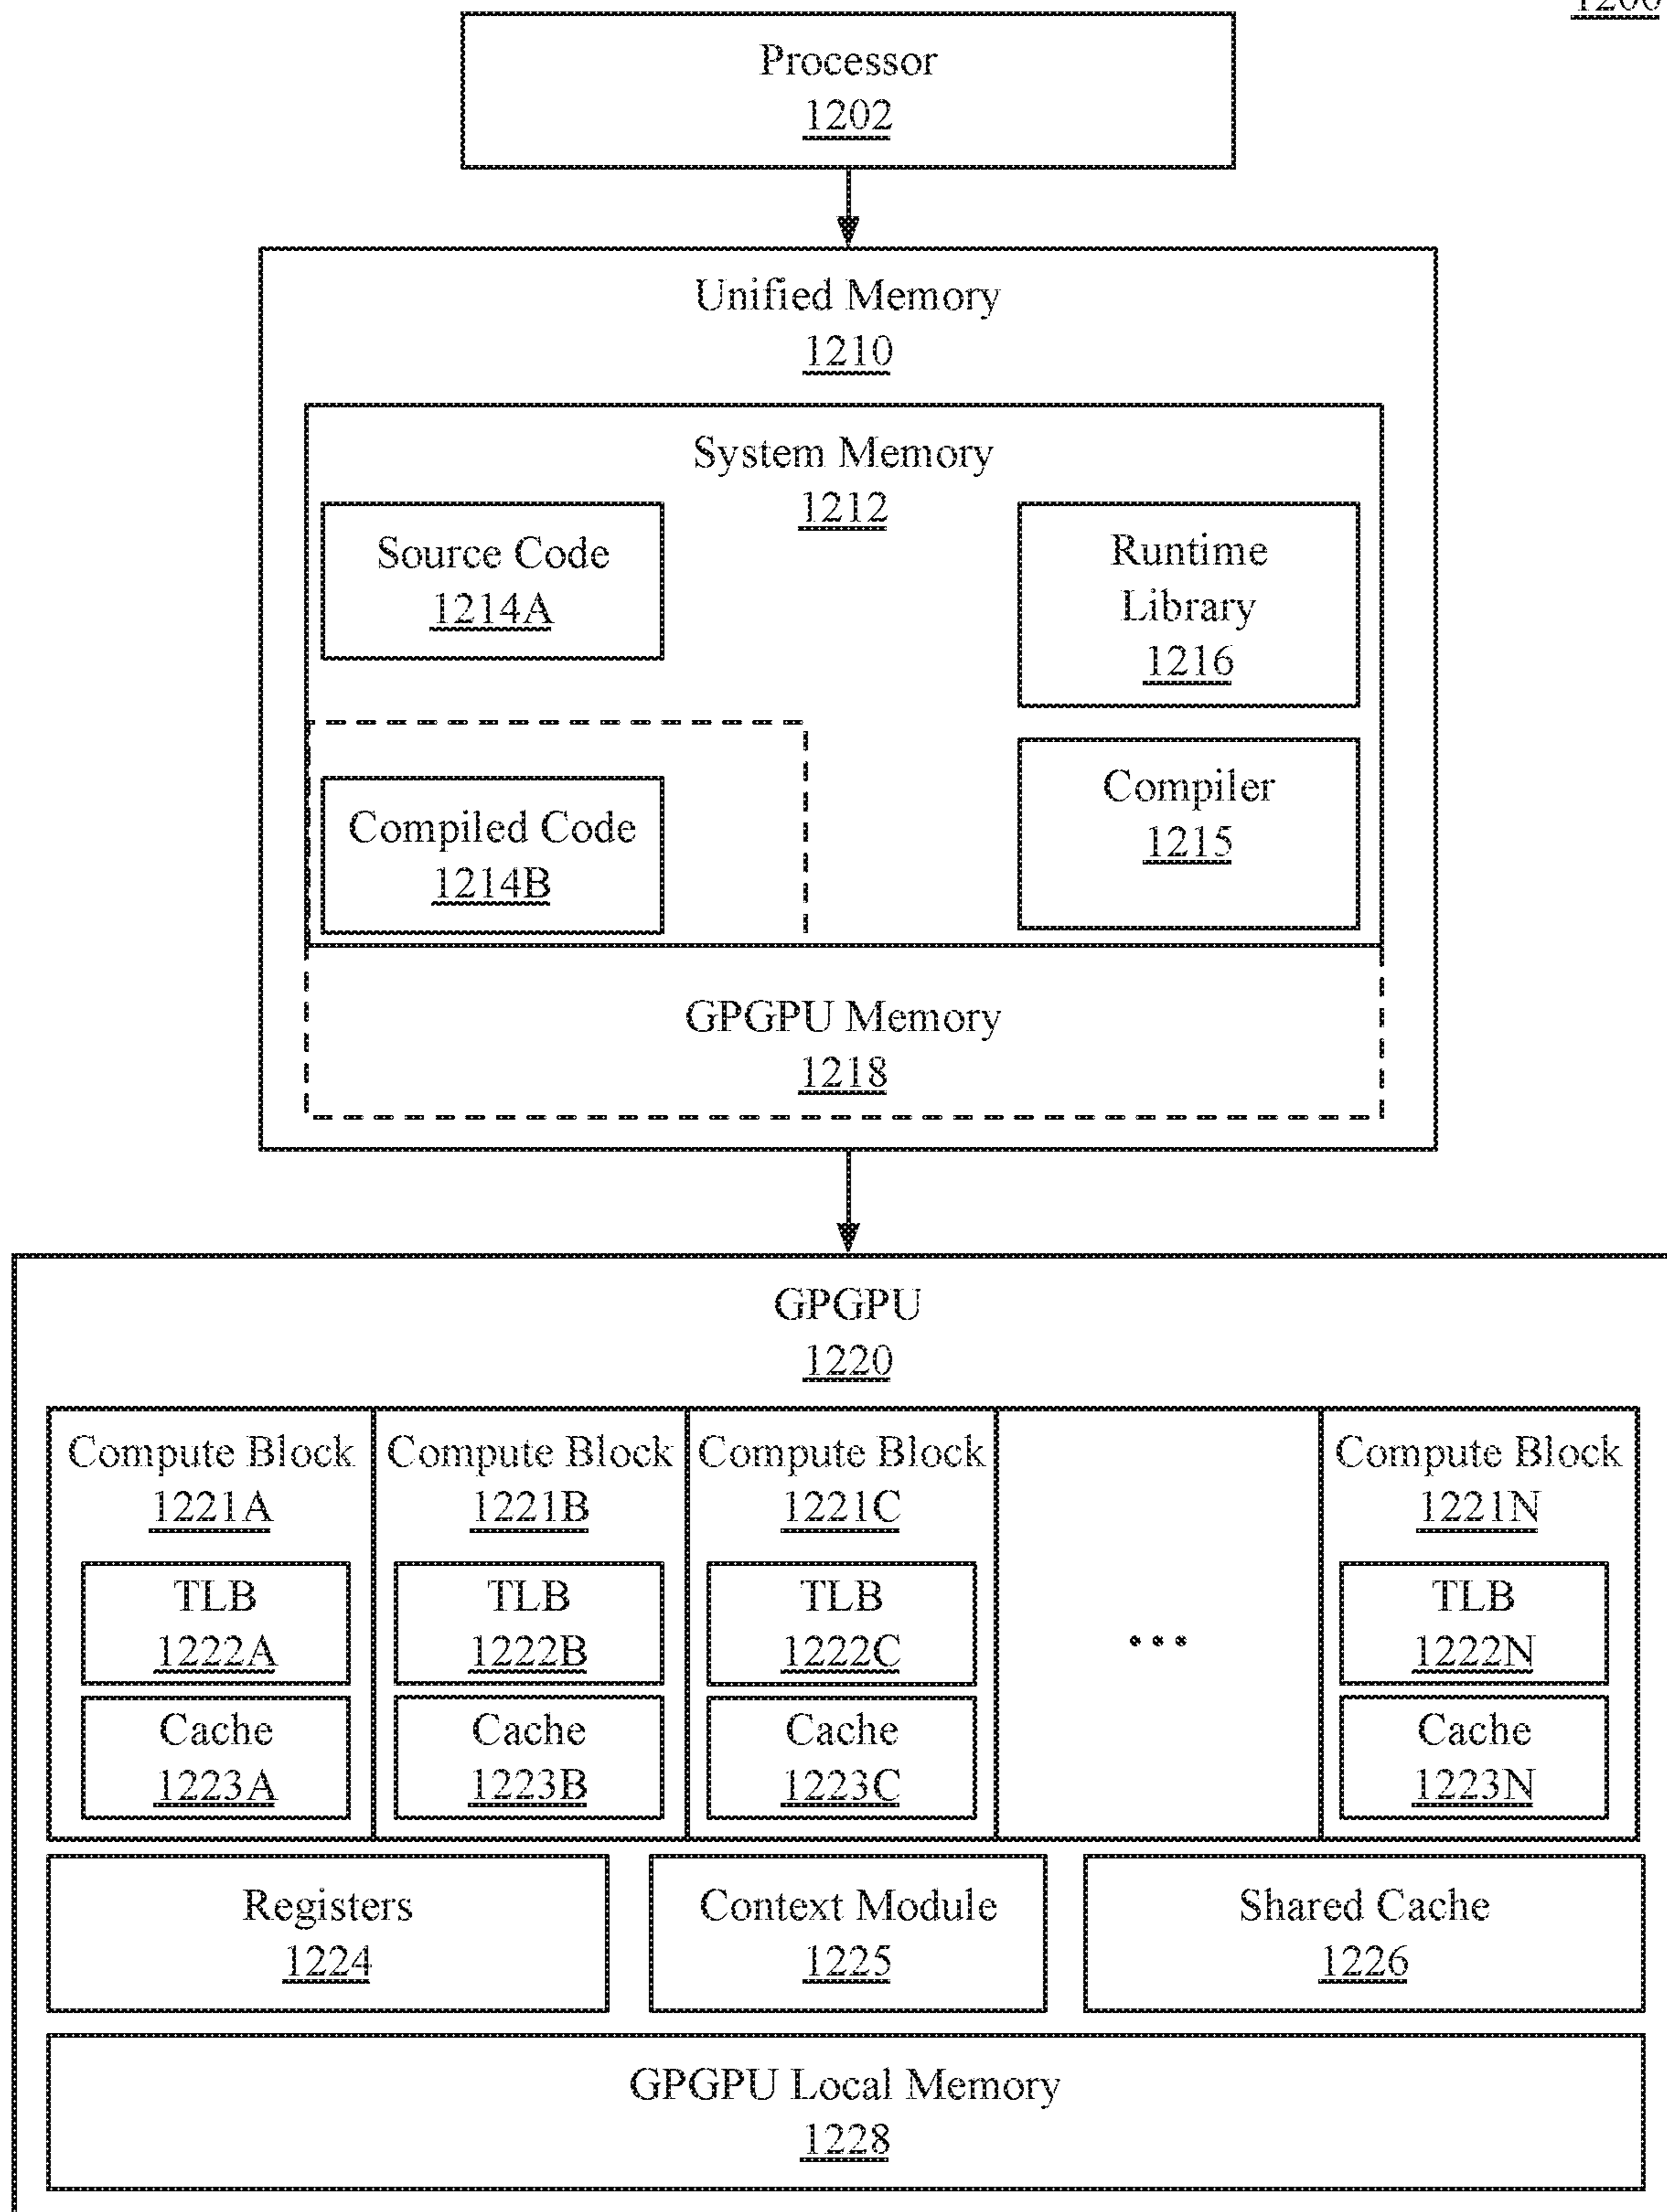 1200
Processor
1202
Unified Memory
1210
System Memory
1212
Source Code
1214A
Runtime
Library
1216
Compiled Code
1214B
Compiler
1215
GPGPU Memory
1218
GPGPU
1220
Compute Block
1221A
TLB
1222A
Cache
1223A
Compute Block
1221B
TLB
1222B
Cache
1223B
Compute Block
1221C
TLB
1222C
Cache
1223C
...
Compute Block
1221N
TLB
1222N
Cache
1223N
Registers
1224
Context Module
1225
Shared Cache
1226
GPGPU Local Memory
1228